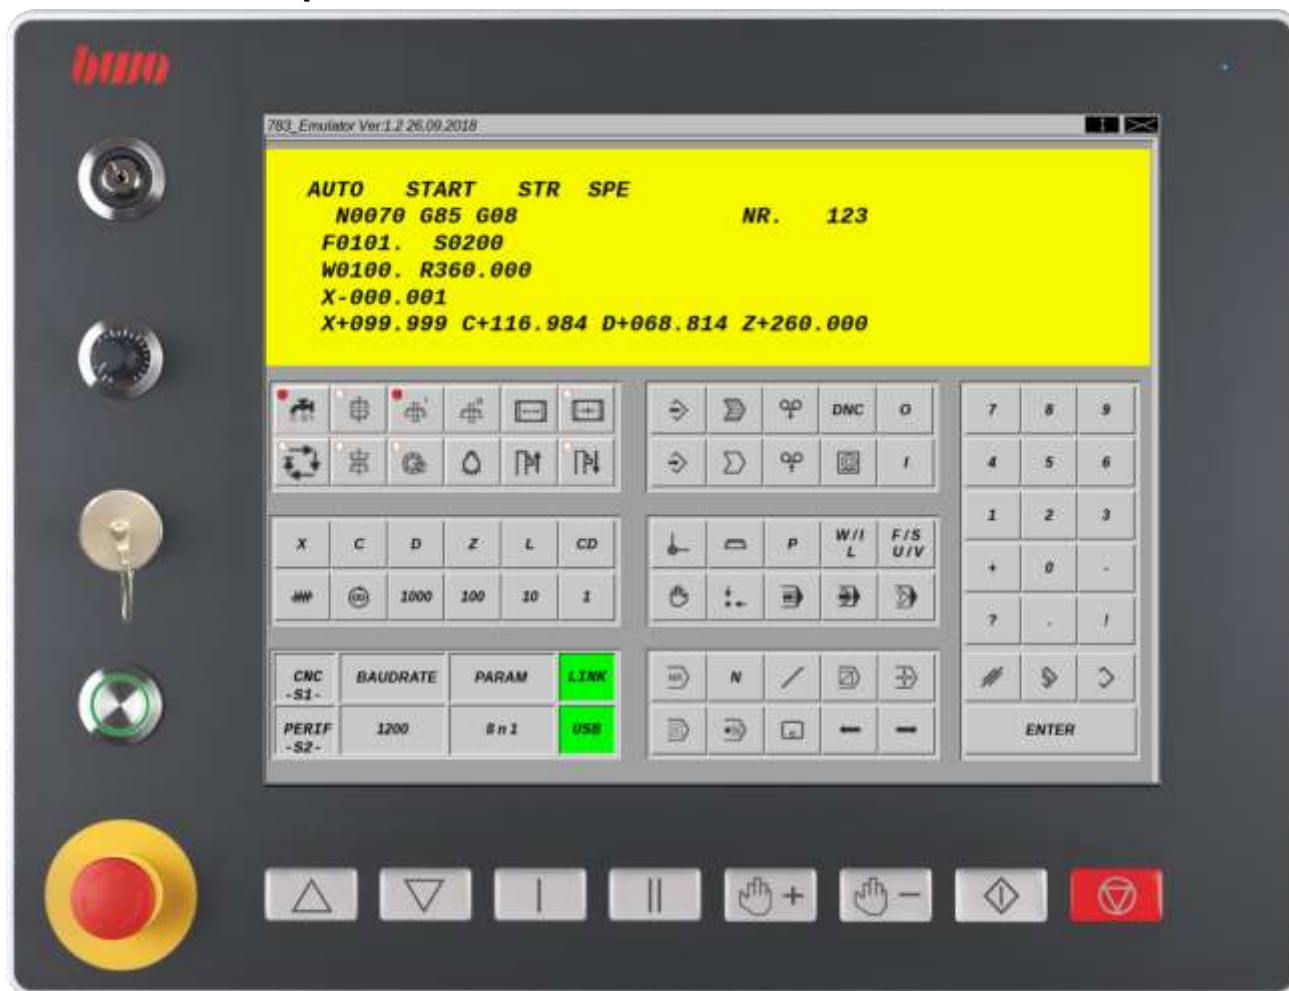 bwo
783_Emulator Ver:1.2 26.09.2018
AUTO START STR SPE
N0070 G85 G08 NR. 123
F0101. S0200
W0100. R360.000
X-000.001
X+099.999 C+116.984 D+068.814 Z+260.000
DNC O
I
7 8 9
4 5 6
1 2 3
+ 0 -
? . !
ENTER
X C D Z L CD
1000 100 10 1
P W/I L F/S U/V
CNC -S1- BAUDRATE PARAM LINK
PERIF -S2- 1200 8 n 1 USB
N